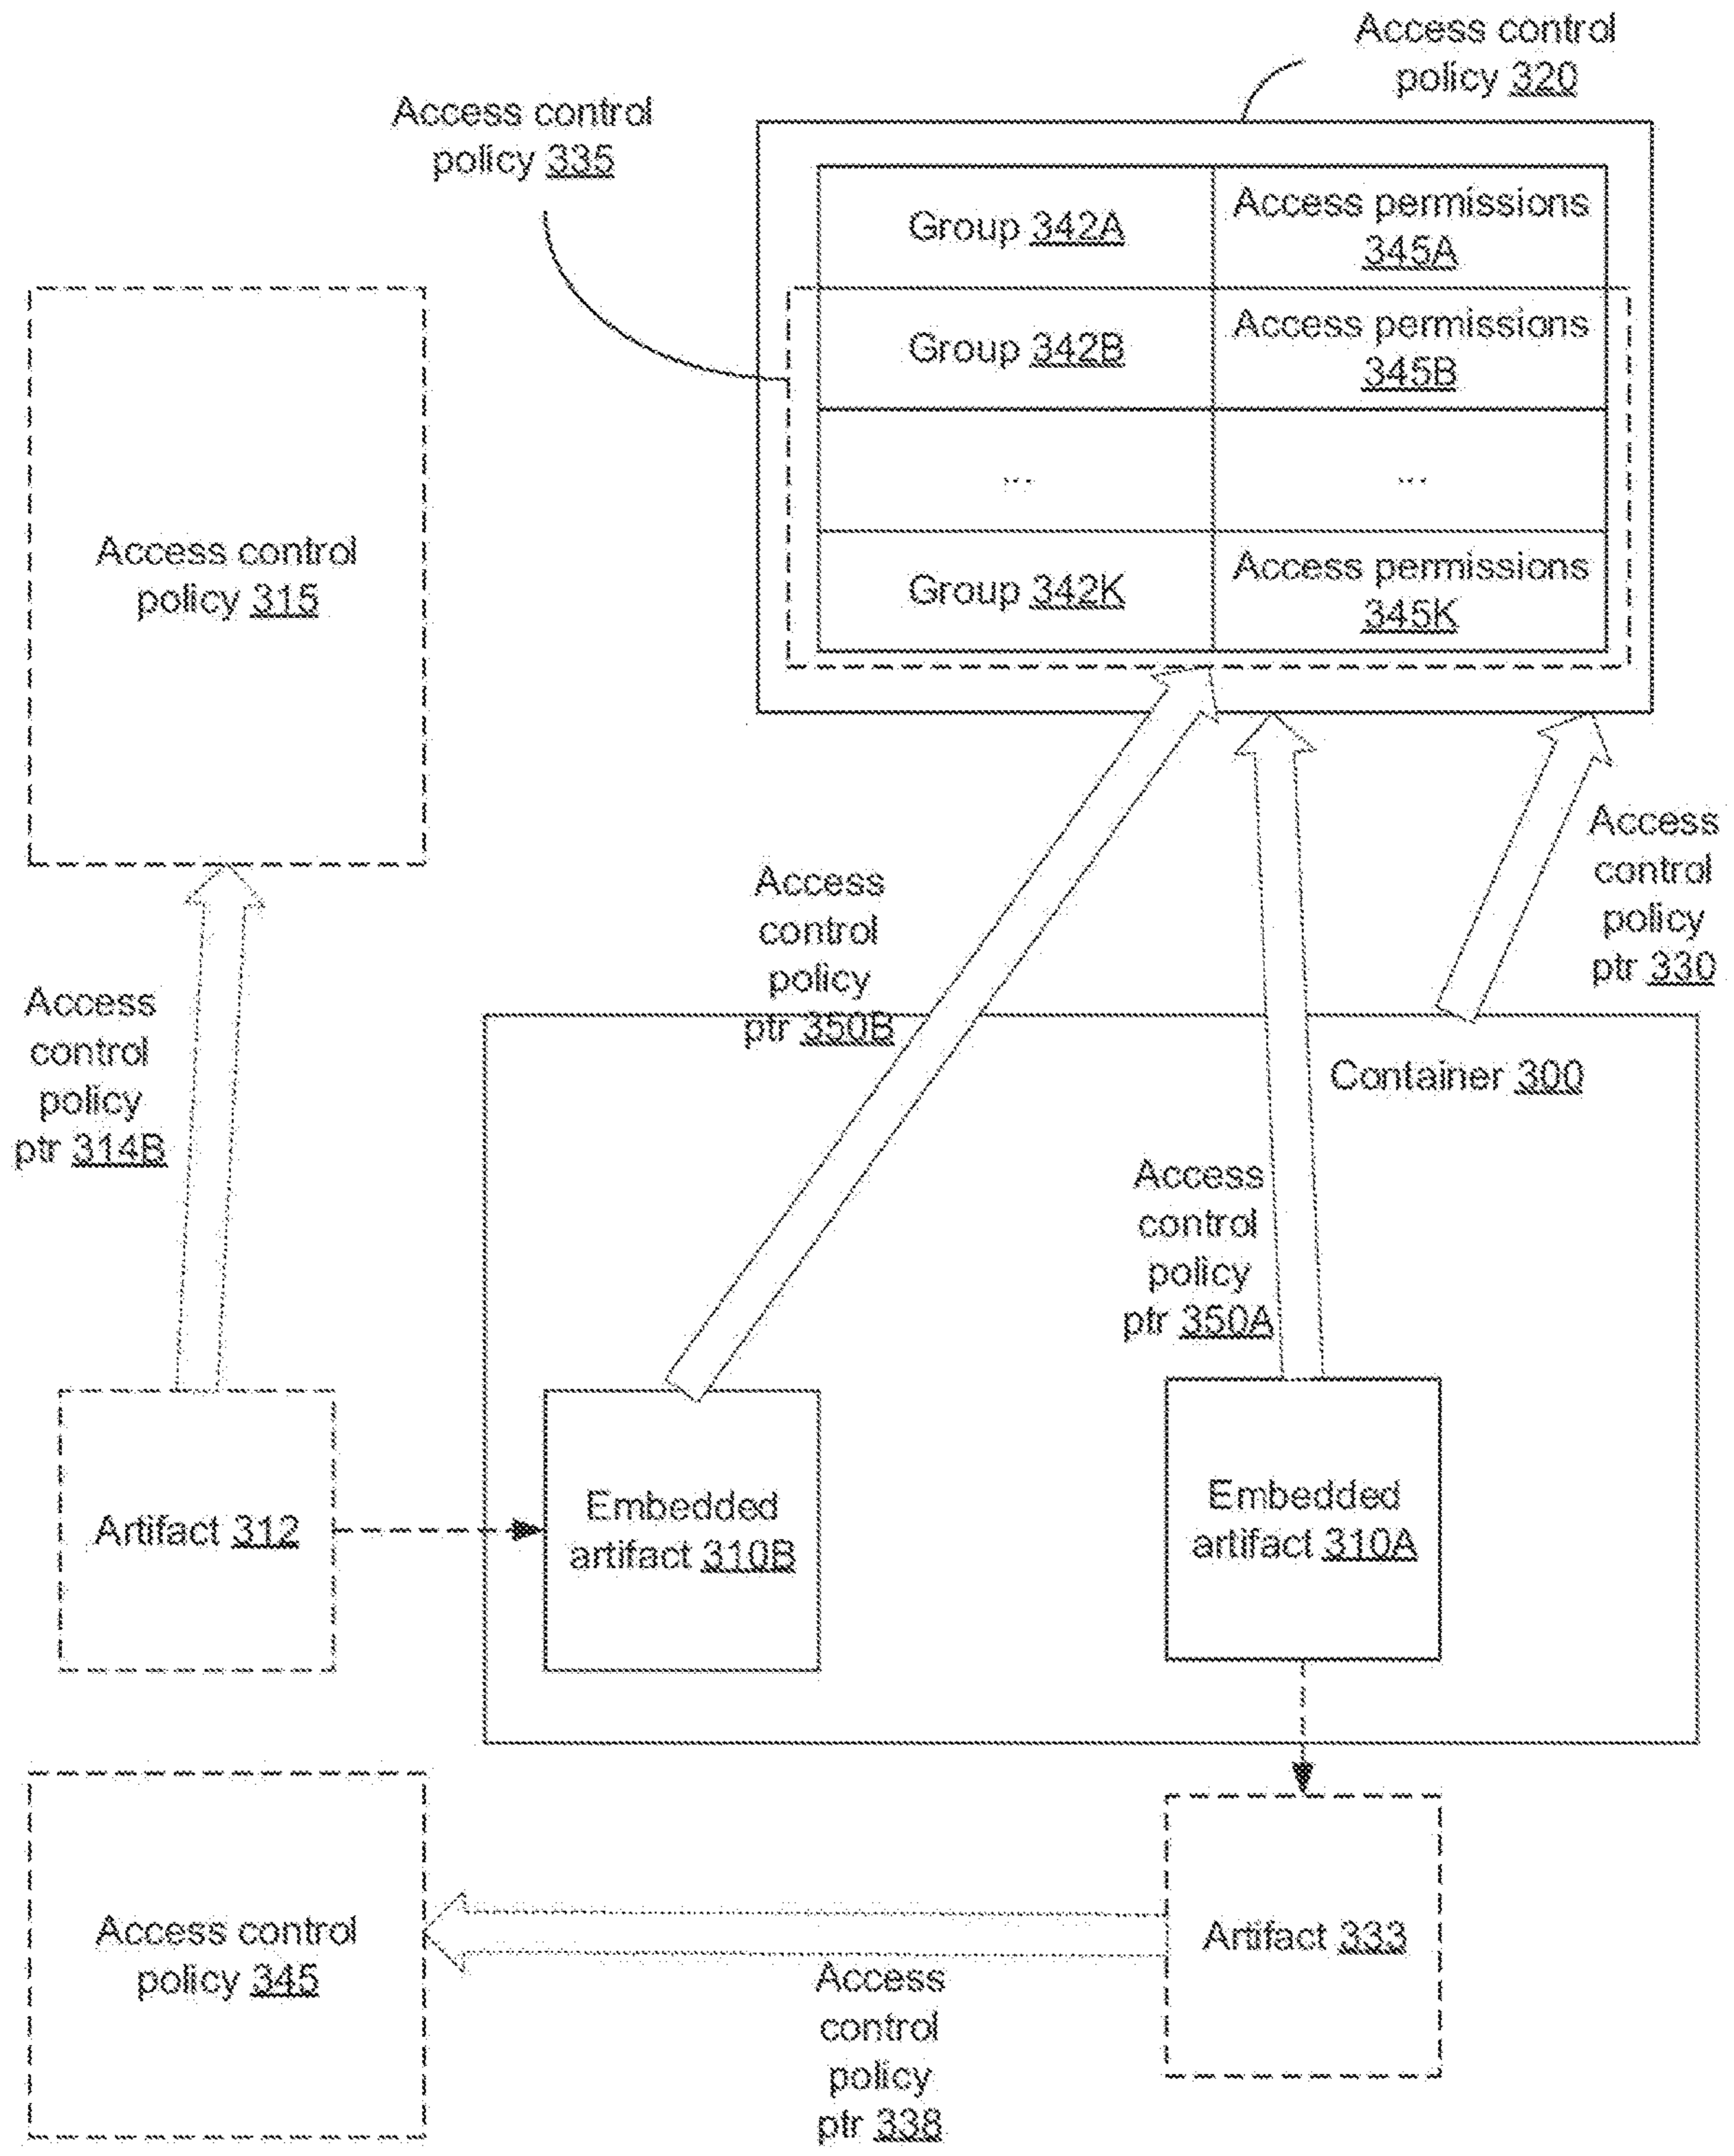 Access control
policy 320
Access control
policy 335
Group 342A
Access permissions
345A
Group 342B
Access permissions
345B
...
...
Group 342K
Access permissions
345K
Access control
policy 315
Access
control
policy
ptr 330
Access
control
policy
ptr 350B
Access
control
policy
ptr 314B
Container 300
Access
control
policy
ptr 350A
Artifact 312
Embedded
artifact 310B
Embedded
artifact 310A
Access control
policy 345
Artifact 333
Access
control
policy
ptr 338